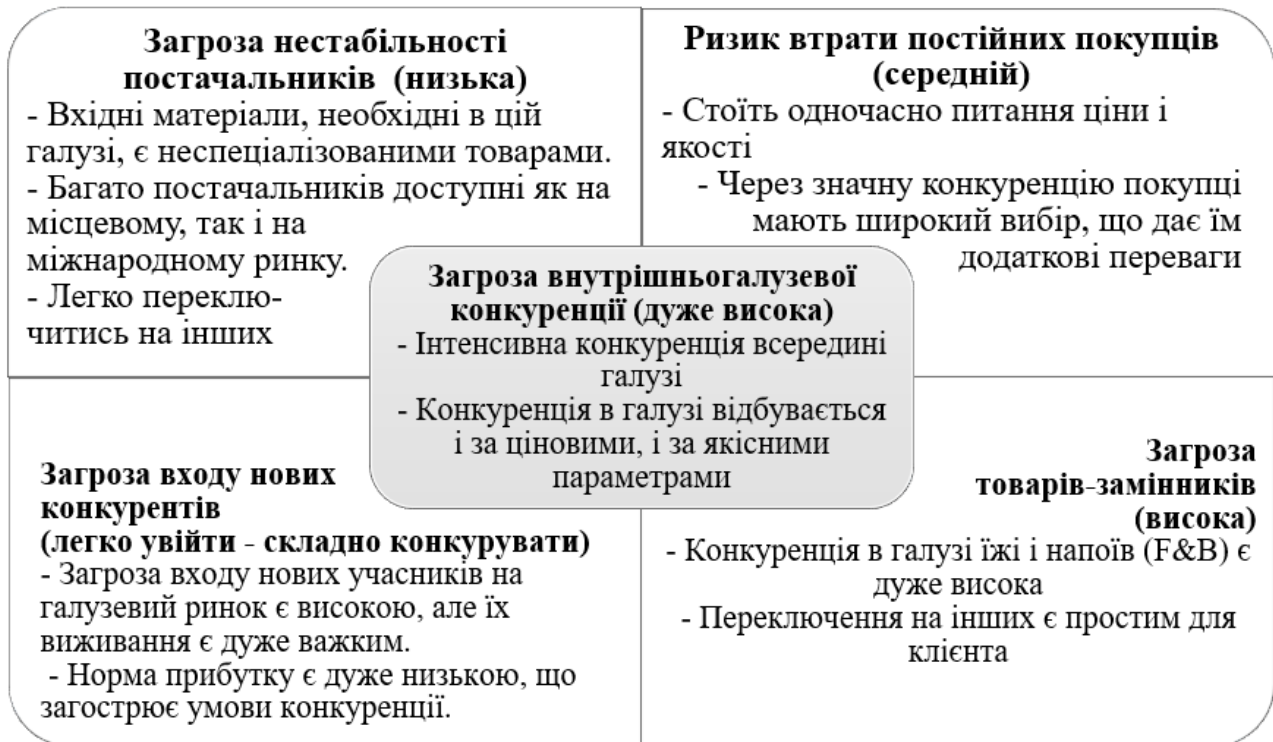 Загроза нестабільності
постачальників (низька)
- Вхідні матеріали, необхідні в цій
галузі, є неспеціалізованими товарами.
- Багато постачальників доступні як на
місцевому, так і на
міжнародному ринку.
- Легко переклю-
читись на інших
Ризик втрати постійних покупців
(середній)
- Стоїть одночасно питання ціни і
якості
- Через значну конкуренцію покупці
мають широкий вибір, що дає їм
додаткові переваги
Загроза внутрішньогалузевої
конкуренції (дуже висока)
- Інтенсивна конкуренція всередині
галузі
- Конкуренція в галузі відбувається
і за ціновими, і за якісними
параметрами
Загроза входу нових
конкурентів
(легко увійти - складно конкурувати)
- Загроза входу нових учасників на
галузевий ринок є високою, але їх
виживання є дуже важким.
- Норма прибутку є дуже низькою, що
загострює умови конкуренції.
Загроза
товарів-замінників
(висока)
- Конкуренція в галузі їжі і напоїв (F&B) є
дуже висока
- Переключення на інших є простим для
клієнта